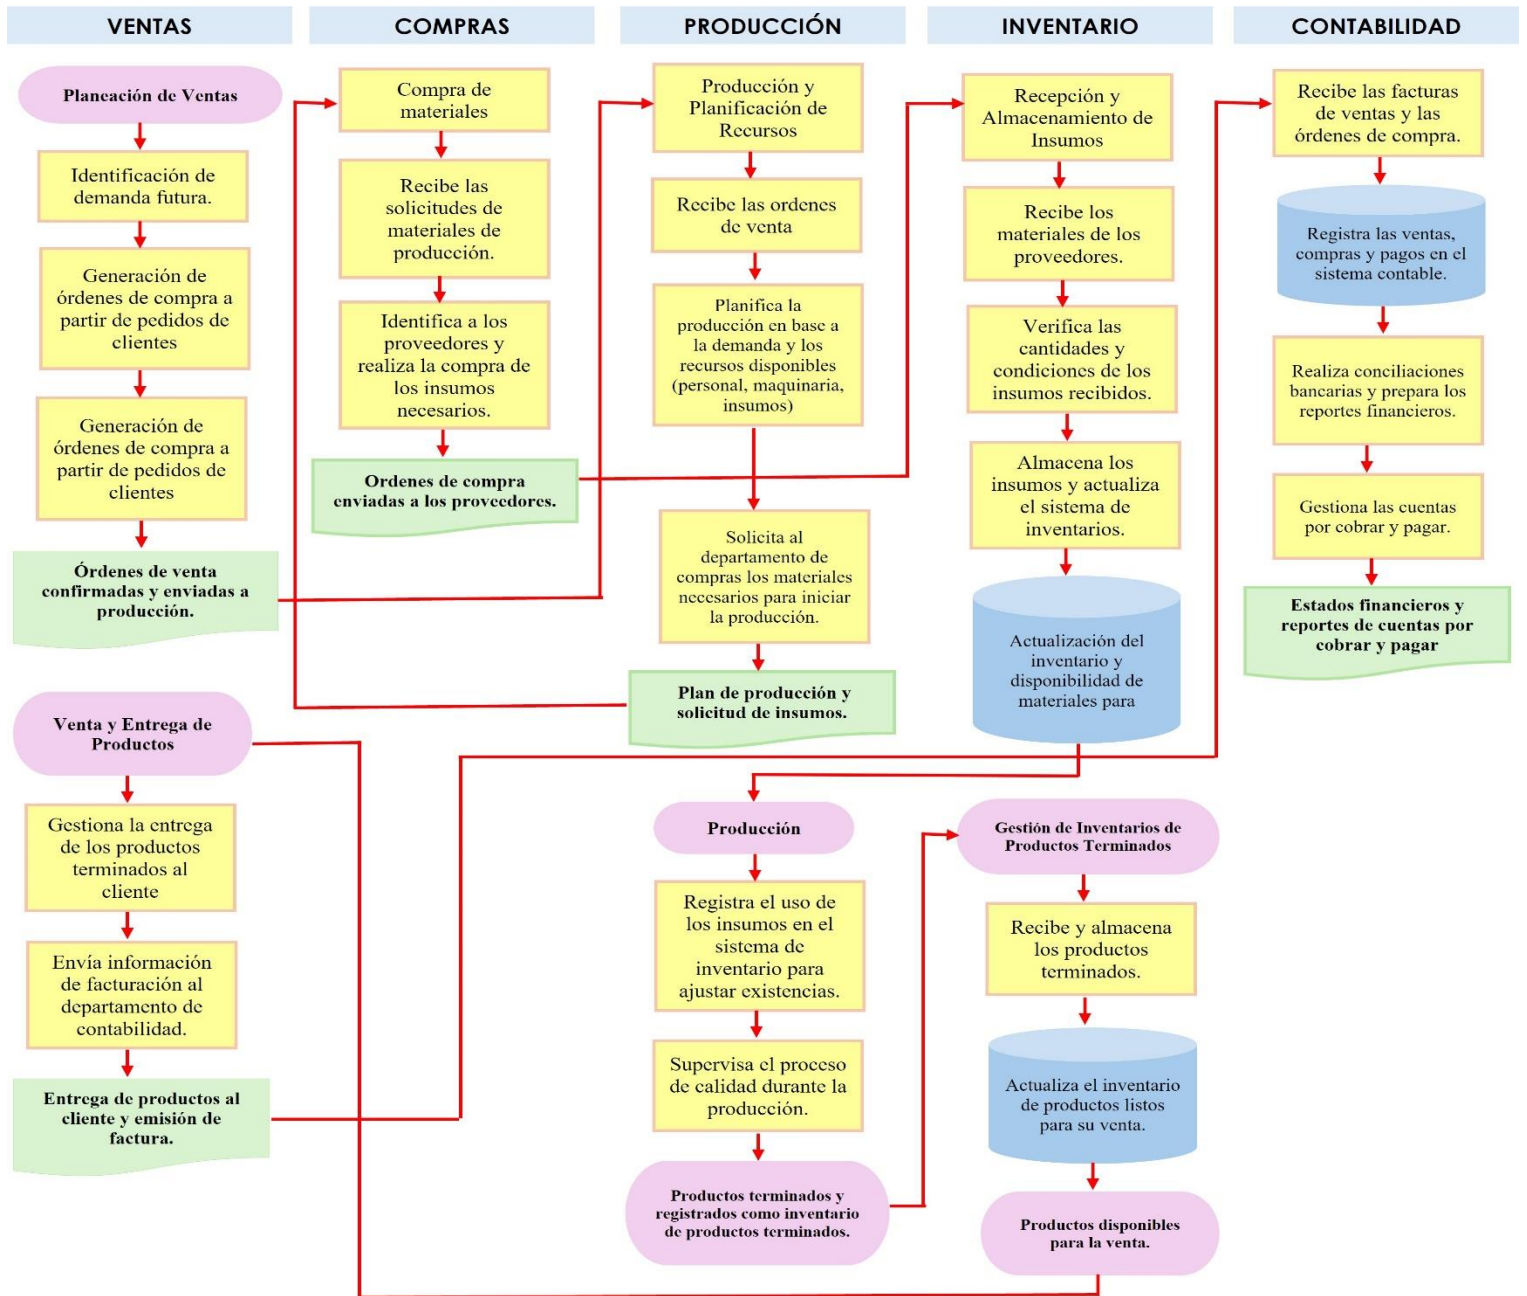 VENTAS
COMPRAS
PRODUCCIÓN
INVENTARIO
CONTABILIDAD
Planeación de Ventas
Identificación de
demanda futura.
Generación de
órdenes de compra a
partir de pedidos de
clientes
Generación de
órdenes de compra a
partir de pedidos de
clientes
Órdenes de venta
confirmadas y enviadas a
producción.
Compra de
materiales
Recibe las
solicitudes de
materiales de
producción.
Identifica a los
proveedores y
realiza la compra de
los insumos
necesarios.
Ordenes de compra
enviadas a los proveedores.
Producción y
Planificación de
Recursos
Recibe las ordenes
de venta
Planifica la
producción en base a
la demanda y los
recursos disponibles
(personal, maquinaria,
insumos)
Solicita al
departamento de
compras los materiales
necesarios para iniciar
la producción.
Plan de producción y
solicitud de insumos.
Recepción y
Almacenamiento de
Insumos
Recibe los
materiales de los
proveedores.
Verifica las
cantidades y
condiciones de los
insumos recibidos.
Almacena los
insumos y actualiza
el sistema de
inventarios.
Actualización del
inventario y
disponibilidad de
materiales para
Recibe las facturas
de ventas y las
órdenes de compra.
Registra las ventas,
compras y pagos en el
sistema contable.
Realiza conciliaciones
bancarias y prepara los
reportes financieros.
Gestiona las cuentas
por cobrar y pagar.
Estados financieros y
reportes de cuentas por
cobrar y pagar
Venta y Entrega de
Productos
Gestiona la entrega
de los productos
terminados al
cliente
Envía información
de facturación al
departamento de
contabilidad.
Entrega de productos al
cliente y emisión de
factura.
Producción
Registra el uso de
los insumos en el
sistema de
inventario para
ajustar existencias.
Supervisa el proceso
de calidad durante la
producción.
Productos terminados y
registrados como inventario
de productos terminados.
Gestión de Inventarios de
Productos Terminados
Recibe y almacena
los productos
terminados.
Actualiza el inventario
de productos listos
para su venta.
Productos disponibles
para la venta.